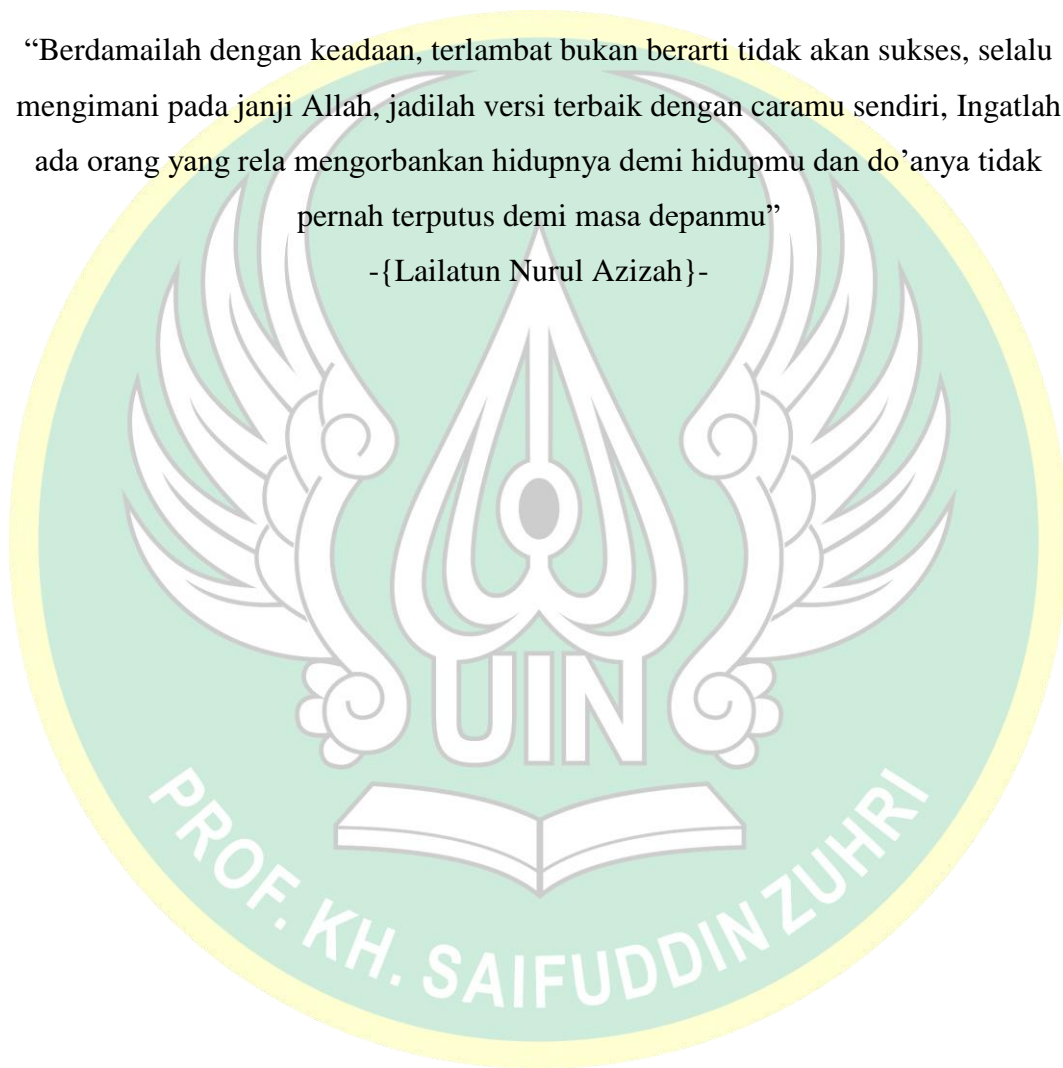 “Berdamailah dengan keadaan, terlambat bukan berarti tidak akan sukses, selalu
mengimani pada janji Allah, jadilah versi terbaik dengan caramu sendiri, Ingatlah
ada orang yang rela mengorbankan hidupnya demi hidupmu dan do’anya tidak
pernah terputus demi masa depanmu”
-{Lailatun Nurul Azizah}-
UIN
PROF. KH. SAIFUDDIN ZUHRI